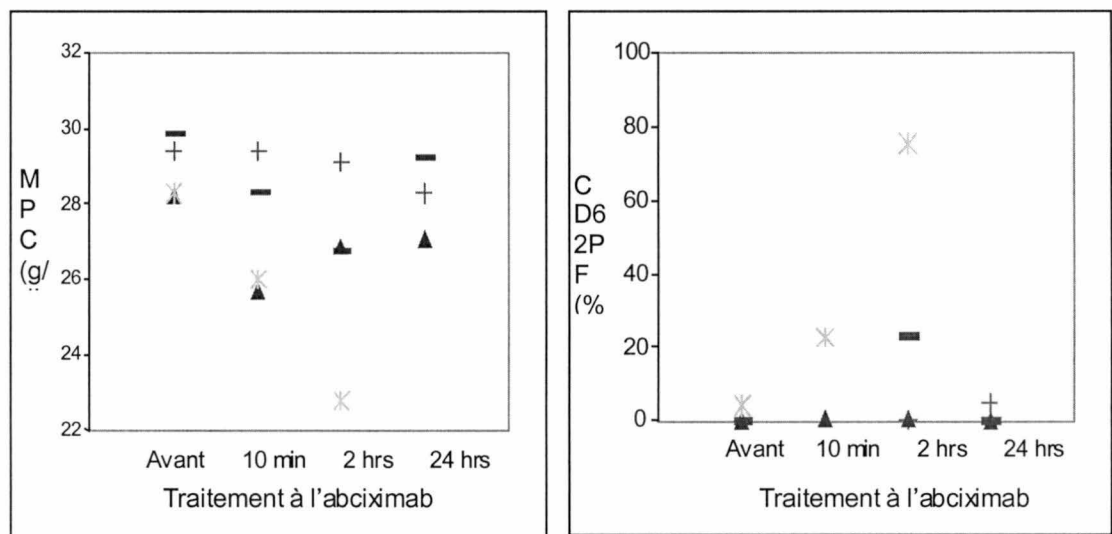 32
30
28
26
24
22
M
P
C
(g/
Avant 10 min 2 hrs 24 hrs
Traitement à l'abciximab
100
80
60
40
20
0
C
D6
2P
F
(%
Avant 10 min 2 hrs 24 hrs
Traitement à l'abciximab